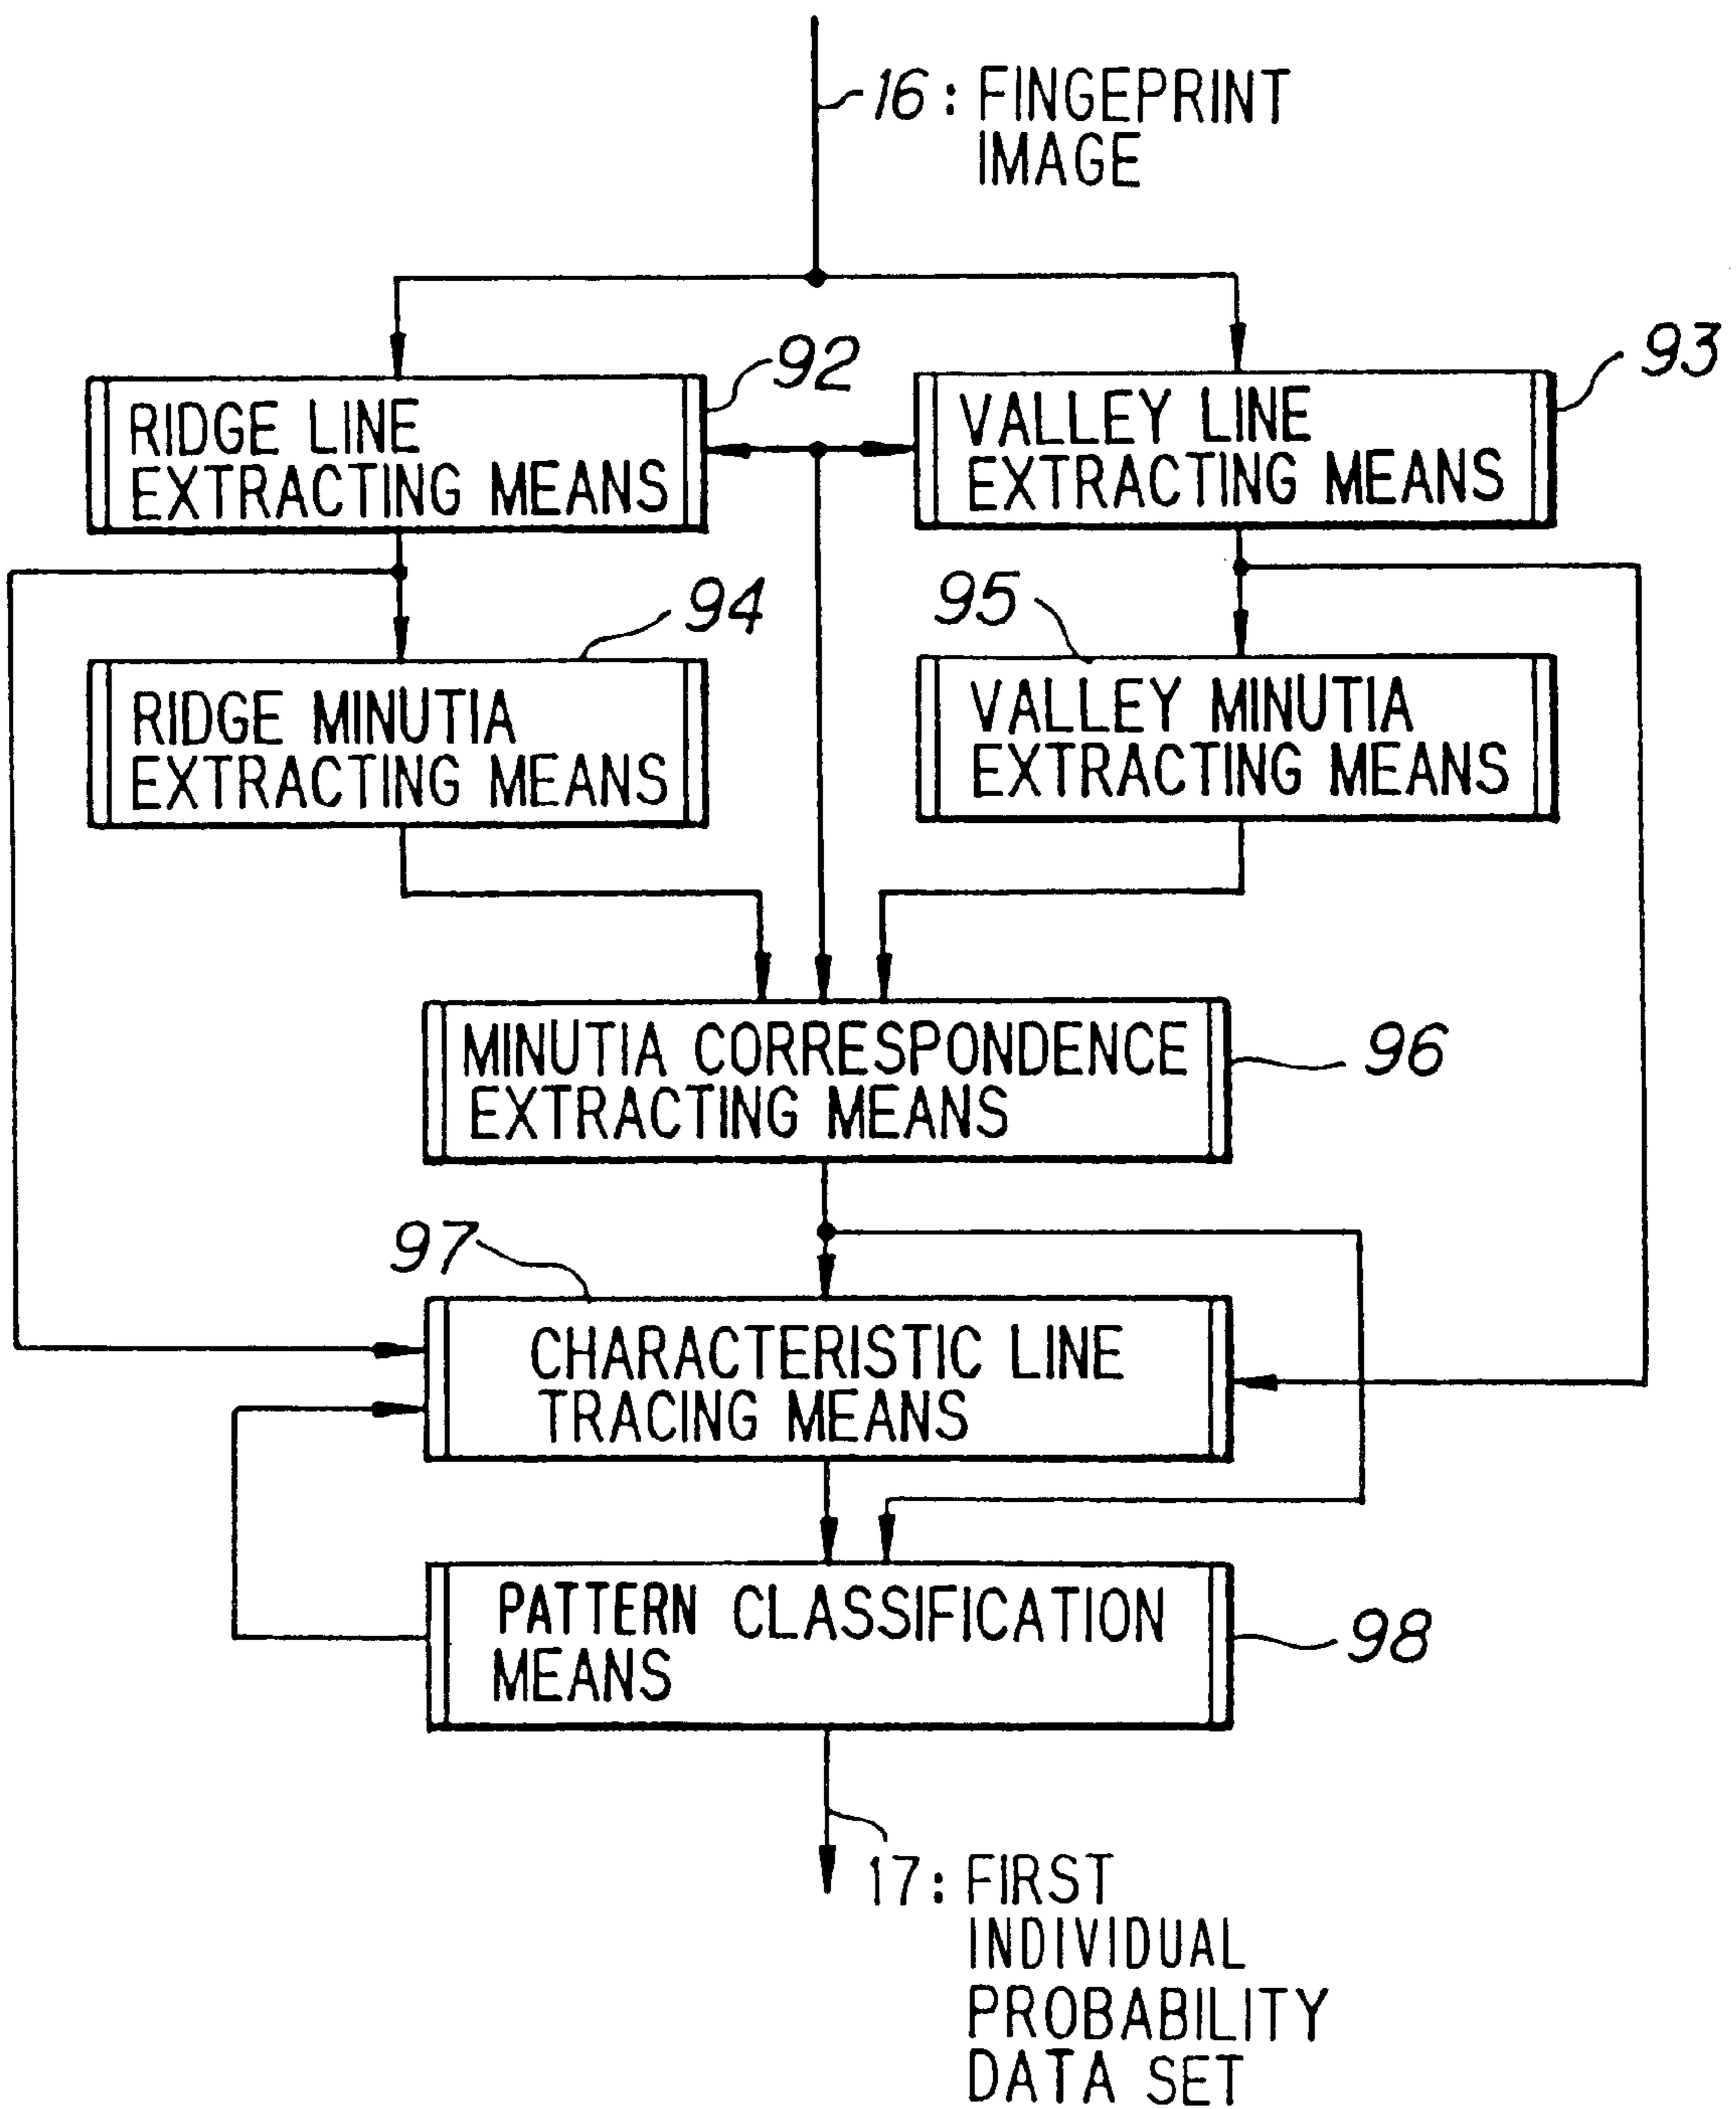 16: FINGEPRINT
IMAGE
92
93
RIDGE LINE
EXTRACTING MEANS
VALLEY LINE
EXTRACTING MEANS
94
95
RIDGE MINUTIA
EXTRACTING MEANS
VALLEY MINUTIA
EXTRACTING MEANS
MINUTIA CORRESPONDENCE
EXTRACTING MEANS
96
97
CHARACTERISTIC LINE
TRACING MEANS
PATTERN CLASSIFICATION
MEANS
98
17: FIRST
INDIVIDUAL
PROBABILITY
DATA SET